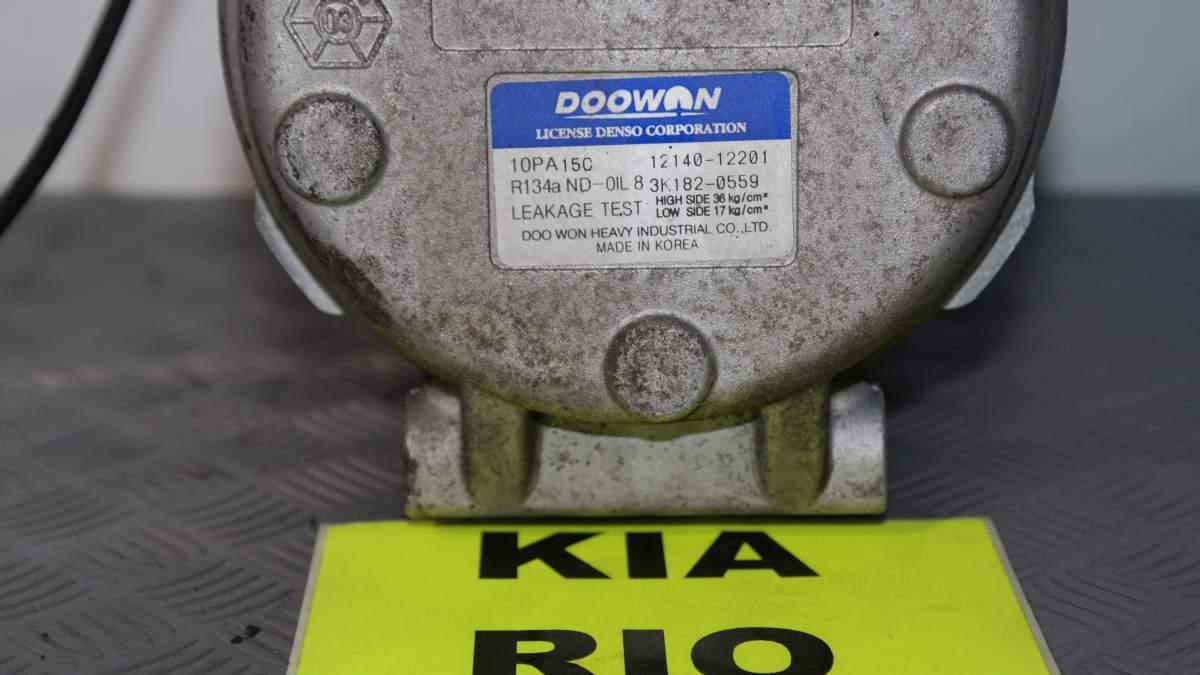 03
DOOWON
LICENSE DENSO CORPORATION
10PA15C 12140-12201
R134a ND-OIL 8 3K182-0559
LEAKAGE TEST HIGH SIDE 36 kg/cm²
LOW SIDE 17 kg/cm²
DOO WON HEAVY INDUSTRIAL CO.,LTD.
MADE IN KOREA
KIA
RIO